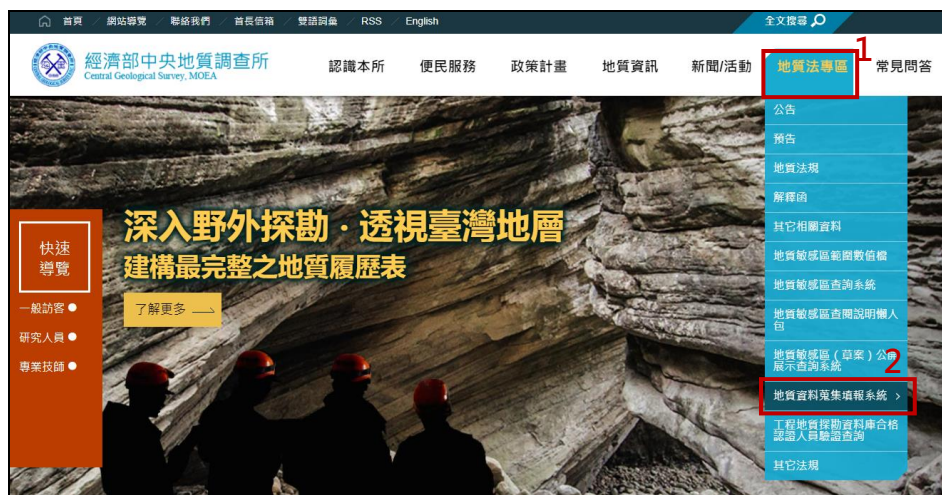 首頁 / 網站導覽 / 聯絡我們 / 首長信箱 / 雙語詞彙 / RSS / English
全文搜尋
經濟部中央地質調查所
Central Geological Survey, MOEA
認識本所 便民服務 政策計畫 地質資訊 新聞/活動 地質法專區 常見問答
1
公告
預告
地質法規
解釋函
其它相關資料
地質敏感區範圍數值檔
地質敏感區查詢系統
地質敏感區查閱說明懶人
包
地質敏感區(草案)公開
展示查詢系統
2
地質資料蒐集填報系統 >
工程地質探勘資料庫合格
認證人員驗證查詢
其它法規
深入野外探勘·透視臺灣地層
建構最完整之地質履歷表
了解更多
快速
導覽
一般訪客
研究人員
專業技師